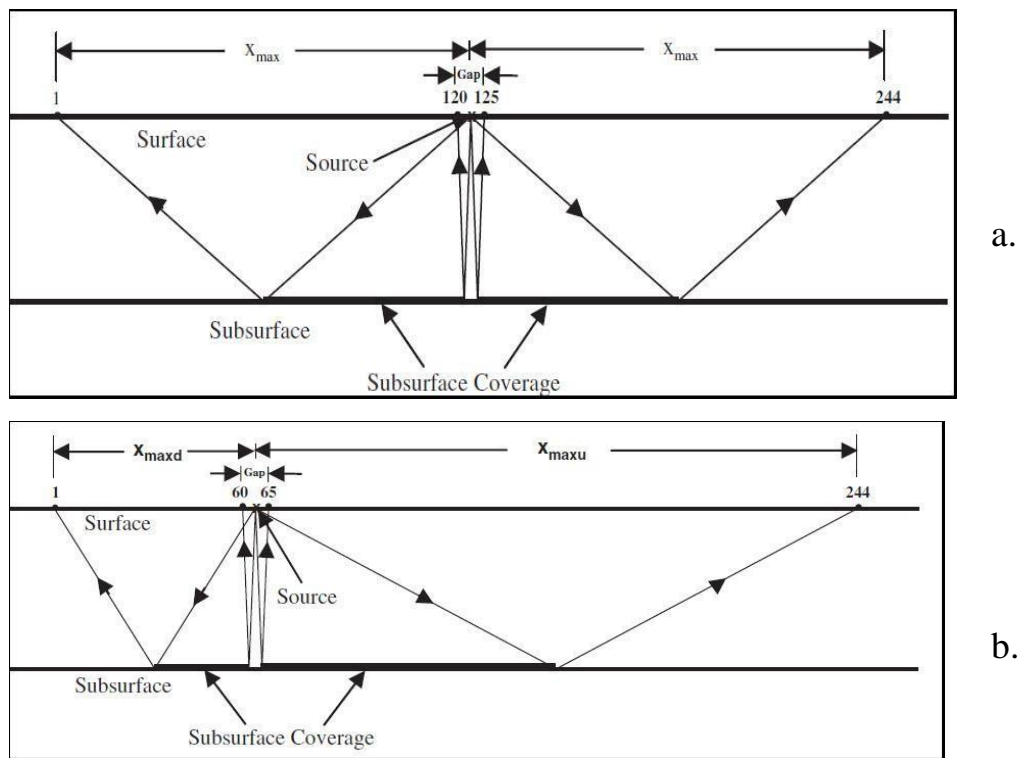 Xmax Xmax
Gap
1 120 125 244
Surface
Source
a.
Subsurface
Subsurface Coverage
Xmaxd Xmaxu
Gap
1 60 65 244
Surface
Source
b.
Subsurface
Subsurface Coverage